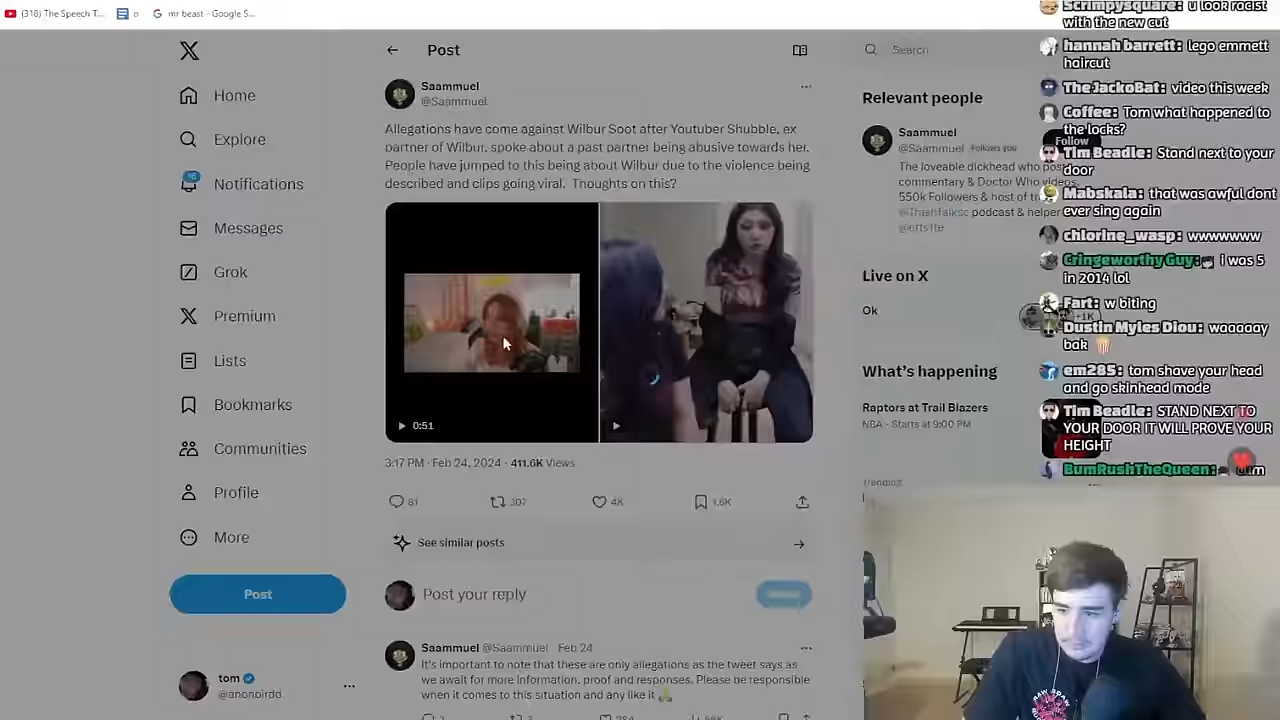 (318) The Speech T...
o
mr beast - Google S...
Home
Explore
16
Notifications
Messages
Grok
Premium
Lists
Bookmarks
Communities
Profile
More
Post
tom
@anonpirdd
Post
Saammuel
@Saammuel
Allegations have come against Wilbur Soot after Youtuber Shubble, ex
partner of Wilbur, spoke about a past partner being abusive towards her.
People have jumped to this being about Wilbur due to the violence being
described and clips going viral. Thoughts on this?
0:51
3:17 PM · Feb 24, 2024 · 411.6K Views
81
307
4K
1.6K
See similar posts
Post your reply
Saammuel @Saammuel Feb 24
It's important to note that these are only allegations as the tweet says as
we await for more Information, proof and responses. Please be responsible
when it comes to this situation and any like it 🙏
Search
Relevant people
Saammuel
@Saammuel Follows you
Follow
The loveable dickhead who pos
commentary & Doctor Who videos.
550k Followers & host of th
@Trashtalksc podcast & helper
Live on X
Ok
+1K
What's happening
Raptors at Trail Blazers
NBA · Starts at 9:00 PM
Trending
Scrimpysquare: u look racist
with the new cut
hannah barrett: lego emmett
haircut
The JackoBat: video this week
Coffee: Tom what happened to
the locks?
Tim Beadle: Stand next to your
door
Mabskala: that was awful dont
ever sing again
chlorine_wasp: wwwwwww
Cringeworthy Guy: i was 5
in 2014 lol
Fart: w biting
Dustin Myles Diou: waaaaay
bak 🍿
em285: tom shave your head
and go skinhead mode
Tim Beadle: STAND NEXT TO
YOUR DOOR IT WILL PROVE YOUR
HEIGHT
BumRushTheQueen: